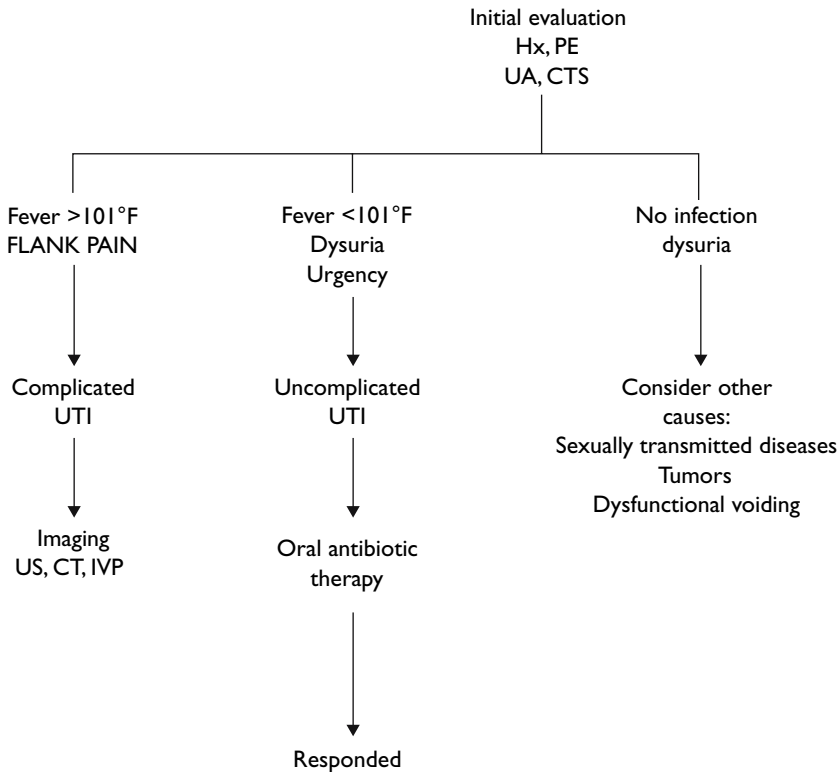 Initial evaluation
Hx, PE
UA, CTS
Fever >101°F
FLANK PAIN
Fever <101°F
Dysuria
Urgency
No infection
dysuria
Complicated
UTI
Uncomplicated
UTI
Consider other
causes:
Sexually transmitted diseases
Tumors
Dysfunctional voiding
Imaging
US, CT, IVP
Oral antibiotic
therapy
Responded